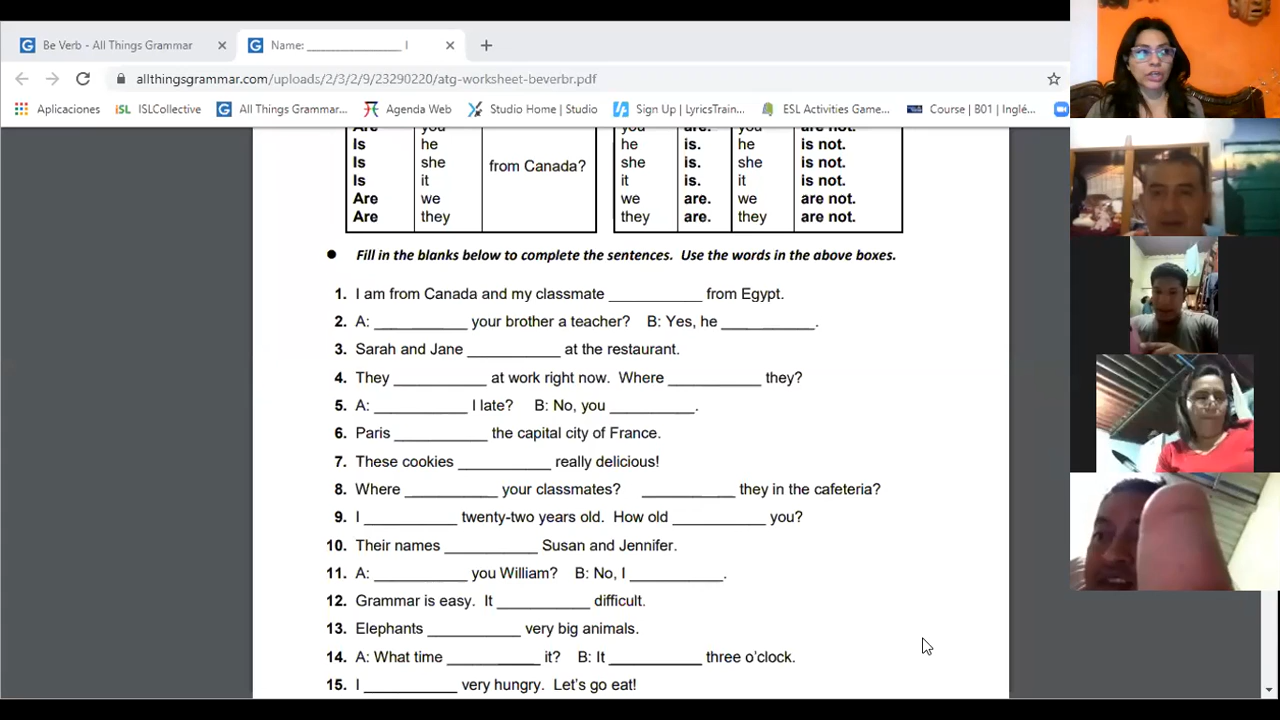 Be Verb - All Things Grammar
Name: ____________________ I
allthingsgrammar.com/uploads/2/3/2/9/23290220/atg-worksheet-beverbr.pdf
Aplicaciones ISL ISLCollective All Things Grammar... Agenda Web Studio Home | Studio Sign Up | LyricsTrain... ESL Activities Game... Course | B01 | Inglé...
Are you you are. you are not.
Is he he is. he is not.
Is she from Canada? she is. she is not.
Is it it is. it is not.
Are we we are. we are not.
Are they they are. they are not.
● Fill in the blanks below to complete the sentences. Use the words in the above boxes.
1. I am from Canada and my classmate __________ from Egypt.
2. A: __________ your brother a teacher? B: Yes, he __________.
3. Sarah and Jane __________ at the restaurant.
4. They __________ at work right now. Where __________ they?
5. A: __________ I late? B: No, you __________.
6. Paris __________ the capital city of France.
7. These cookies __________ really delicious!
8. Where __________ your classmates? __________ they in the cafeteria?
9. I __________ twenty-two years old. How old __________ you?
10. Their names __________ Susan and Jennifer.
11. A: __________ you William? B: No, I __________.
12. Grammar is easy. It __________ difficult.
13. Elephants __________ very big animals.
14. A: What time __________ it? B: It __________ three o'clock.
15. I __________ very hungry. Let's go eat!